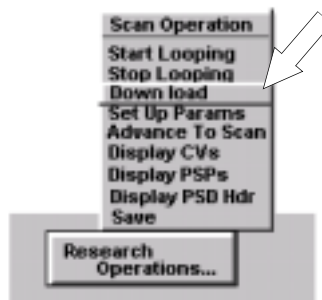 Scan Operation
Start Looping
Stop Looping
Down load
Set Up Params
Advance To Scan
Display CVs
Display PSPs
Display PSD Hdr
Save
Research
Operations...